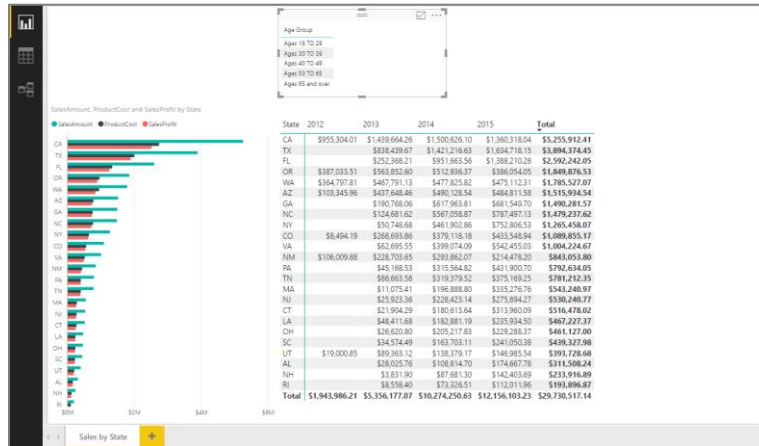 Age Group
Ages 18 TO 29
Ages 30 TO 39
Ages 40 TO 49
Ages 50 TO 65
Ages 65 and over
SalesAmount, ProductCost and SalesProfit by State
SalesAmount ProductCost SalesProfit
CA
TX
FL
OR
WA
AZ
GA
NC
NY
CO
VA
NM
PA
TN
MA
NJ
CT
LA
OH
SC
UT
AL
NH
RI
$0M $2M $4M $6M
State 2012 2013 2014 2015 Total
CA $955,304.01 $1,439,664.26 $1,500,626.10 $1,360,318.04 $5,255,912.41
TX $838,439.67 $1,421,216.63 $1,634,718.15 $3,894,374.45
FL $252,368.21 $951,663.56 $1,388,210.28 $2,592,242.05
OR $387,033.51 $563,852.60 $512,936.37 $386,054.05 $1,849,876.53
WA $364,797.81 $467,791.13 $477,825.82 $475,112.31 $1,785,527.07
AZ $103,345.96 $437,648.46 $490,128.54 $484,811.58 $1,515,934.54
GA $190,768.06 $617,963.81 $681,549.70 $1,490,281.57
NC $124,681.62 $567,058.87 $787,497.13 $1,479,237.62
NY $50,748.68 $461,902.86 $752,806.53 $1,265,458.07
CO $8,494.19 $268,693.86 $379,118.18 $433,548.94 $1,089,855.17
VA $62,695.55 $399,074.09 $542,455.03 $1,004,224.67
NM $106,009.88 $228,703.65 $293,862.07 $214,478.20 $843,053.80
PA $45,168.53 $315,564.82 $431,900.70 $792,634.05
TN $86,663.58 $319,379.52 $375,169.25 $781,212.35
MA $11,075.41 $196,888.80 $335,276.76 $543,240.97
NJ $25,923.36 $228,423.14 $275,894.27 $530,240.77
CT $21,904.29 $180,613.64 $313,960.09 $516,478.02
LA $48,411.68 $182,881.19 $235,934.50 $467,227.37
OH $26,620.80 $205,217.83 $229,288.37 $461,127.00
SC $34,574.49 $163,703.11 $241,050.38 $439,327.98
UT $19,000.85 $89,363.12 $138,379.17 $146,985.54 $393,728.68
AL $28,025.76 $108,814.70 $174,667.78 $311,508.24
NH $3,831.90 $87,681.30 $142,403.69 $233,916.89
RI $8,558.40 $73,326.51 $112,011.96 $193,896.87
Total $1,943,986.21 $5,356,177.07 $10,274,250.63 $12,156,103.23 $29,730,517.14
Sales by State